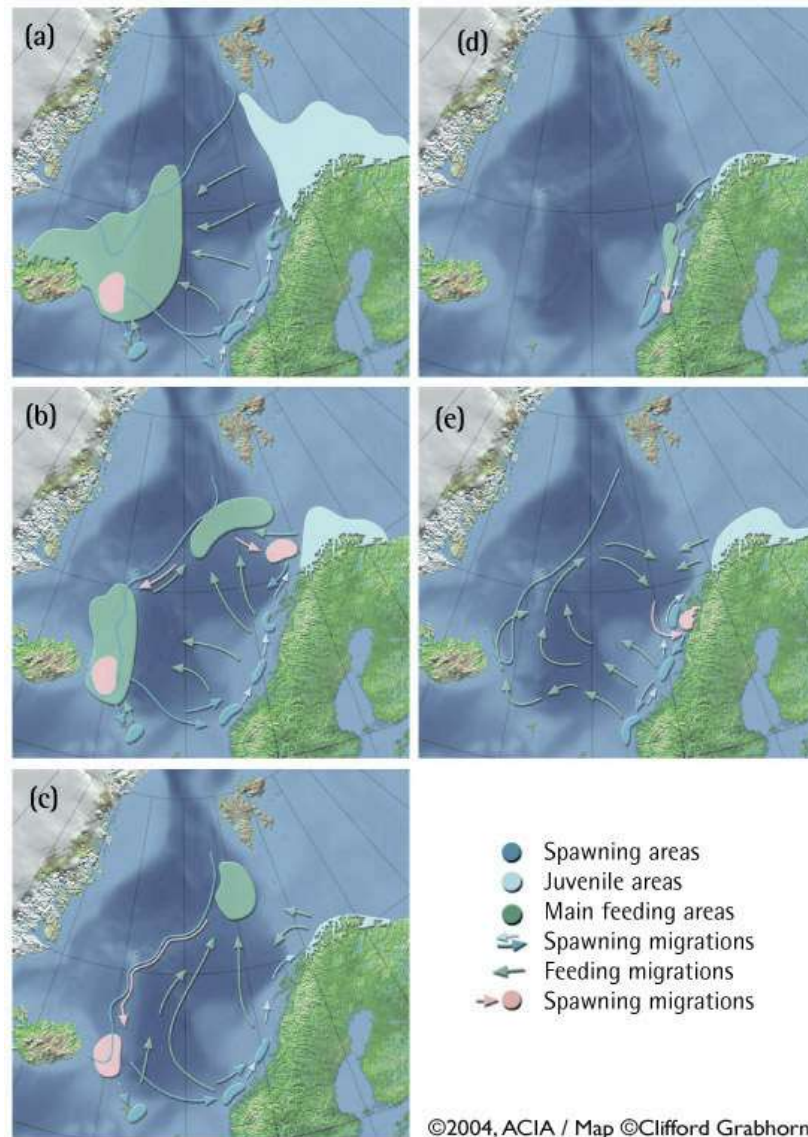 (a)
(d)
(b)
(e)
(c)
Spawning areas
Juvenile areas
Main feeding areas
Spawning migrations
Feeding migrations
Spawning migrations
©2004, ACIA / Map ©Clifford Grabhorn